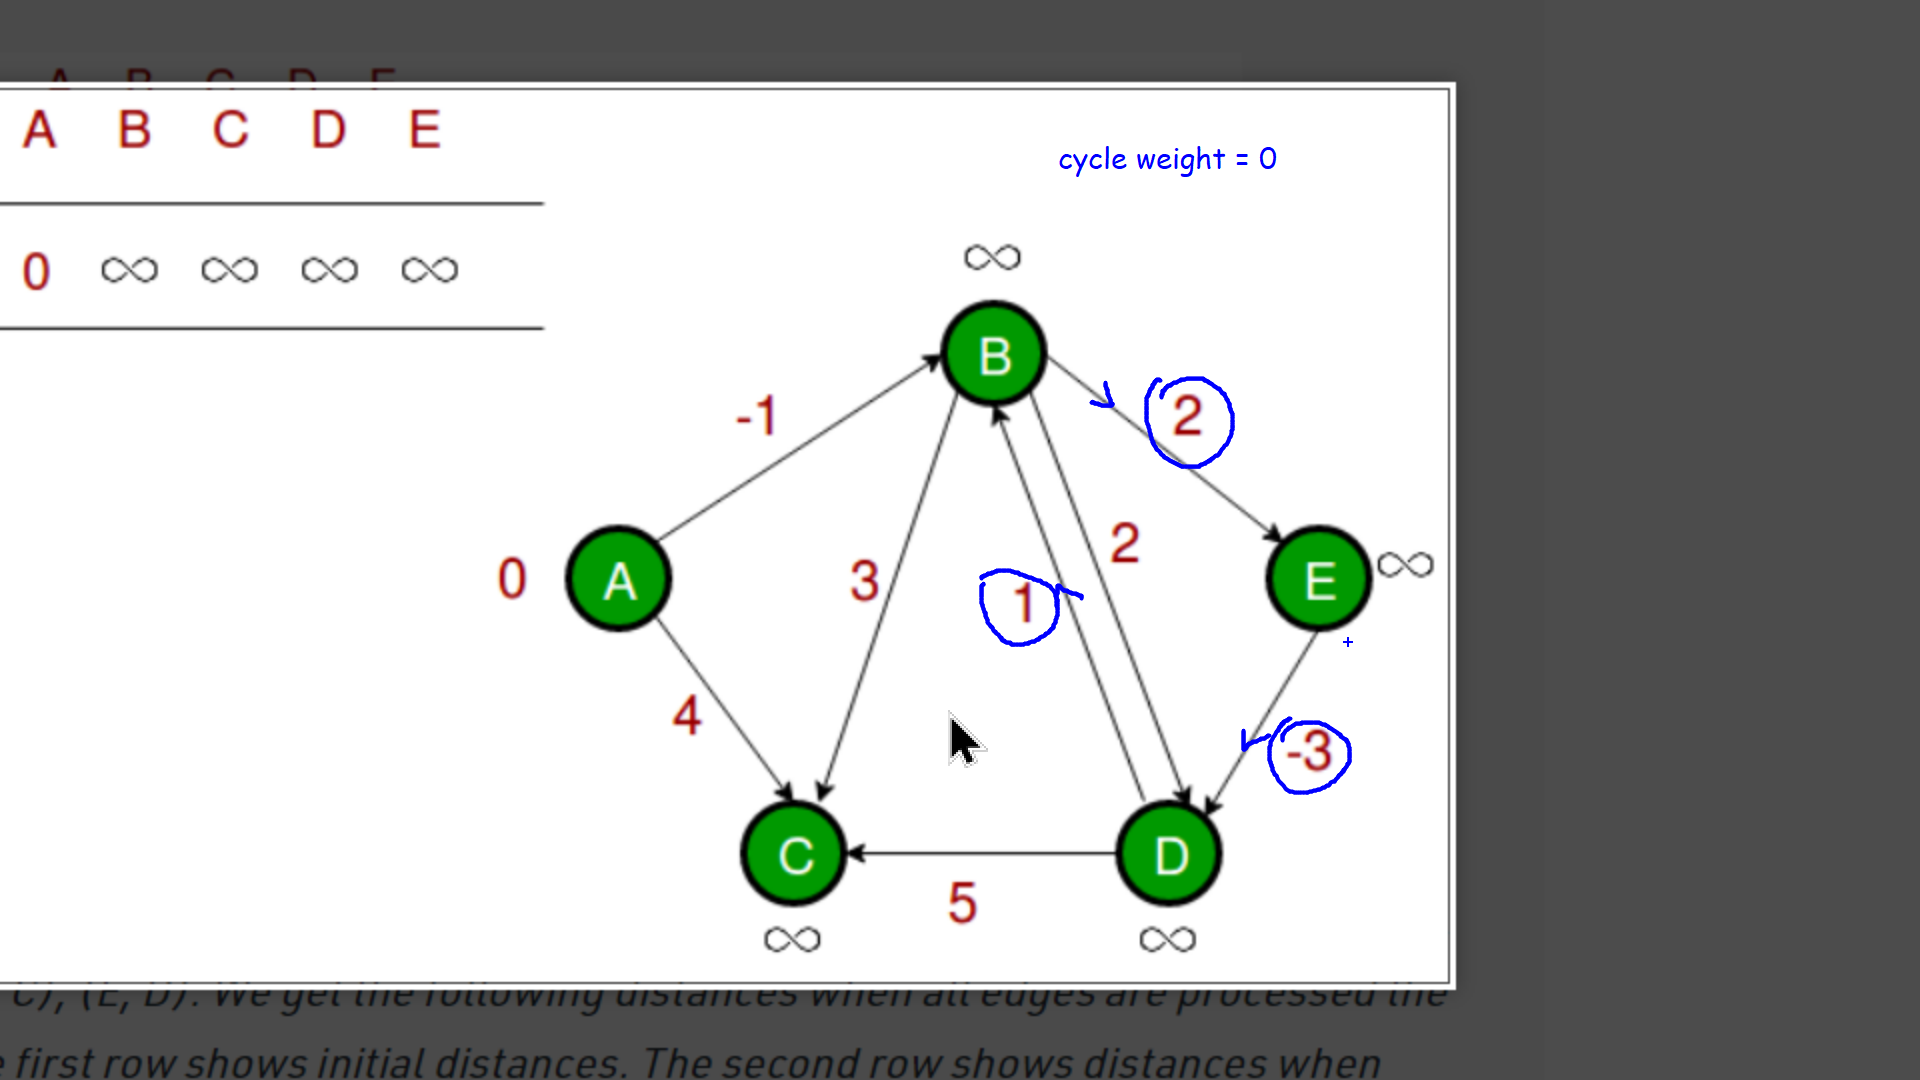 A B C D E
A B C D E
cycle weight = 0
0 ∞ ∞ ∞ ∞
∞
B
-1
2
2
0
A
3
1
E
∞
4
-3
C
D
5
∞
∞
C), (E, D). We get the following distances when all edges are processed the
first row shows initial distances. The second row shows distances when